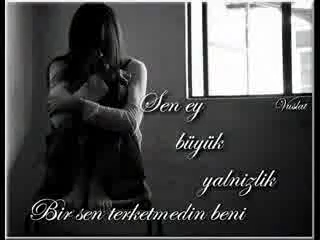 Sen ey
Vuslat
büyük
yalnizlik
Bir sen terketmedin beni